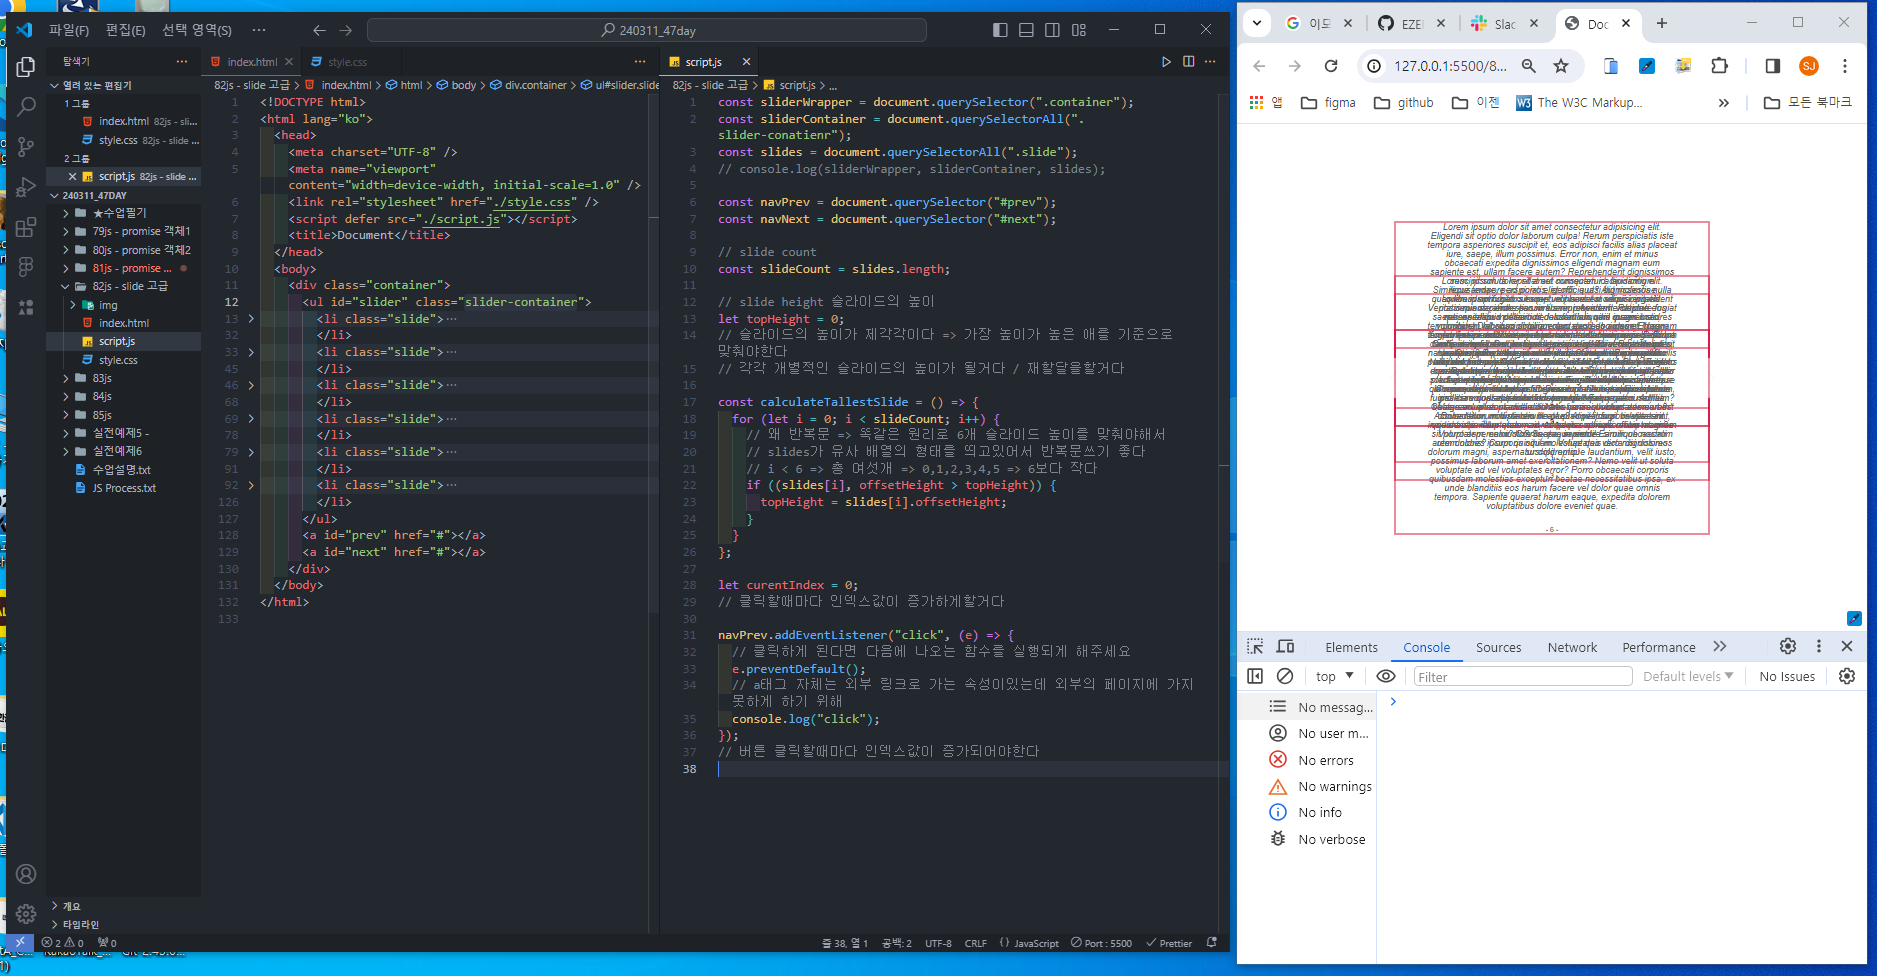 파일(F) 편집(E) 선택 영역(S) ⋯
240311_47day
탐색기
열려 있는 편집기
1 그룹
index.html 82js - sli...
style.css 82js - slide ...
2 그룹
script.js 82js - slide ...
240311_47DAY
★수업필기
79js - promise 객체1
80js - promise 객체2
81js - promise ...
82js - slide 고급
img
index.html
script.js
style.css
83js
84js
85js
실전예제5 -
실전예제6
수업설명.txt
JS Process.txt
개요
타임라인
index.html
style.css
82js - slide 고급 > index.html > html > body > div.container > ul#slider.slide
1 <!DOCTYPE html>
2 <html lang="ko">
3 <head>
4 <meta charset="UTF-8" />
5 <meta name="viewport"
content="width=device-width, initial-scale=1.0" />
6 <link rel="stylesheet" href="./style.css" />
7 <script defer src="./script.js"></script>
8 <title>Document</title>
9 </head>
10 <body>
11 <div class="container">
12 <ul id="slider" class="slider-container">
13 <li class="slide">⋯
32 </li>
33 <li class="slide">⋯
45 </li>
46 <li class="slide">⋯
68 </li>
69 <li class="slide">⋯
78 </li>
79 <li class="slide">⋯
91 </li>
92 <li class="slide">⋯
126 </li>
127 </ul>
128 <a id="prev" href="#"></a>
129 <a id="next" href="#"></a>
130 </div>
131 </body>
132 </html>
133
script.js
82js - slide 고급 > script.js > ...
1 const sliderWrapper = document.querySelector(".container");
2 const sliderContainer = document.querySelectorAll(".
slider-conatienr");
3 const slides = document.querySelectorAll(".slide");
4 // console.log(sliderWrapper, sliderContainer, slides);
5
6 const navPrev = document.querySelector("#prev");
7 const navNext = document.querySelector("#next");
8
9 // slide count
10 const slideCount = slides.length;
11
12 // slide height 슬라이드의 높이
13 let topHeight = 0;
14 // 슬라이드의 높이가 제각각이다 => 가장 높이가 높은 애를 기준으로
맞춰야한다
15 // 각각 개별적인 슬라이드의 높이가 될거다 / 재할당을할거다
16
17 const calculateTallestSlide = () => {
18 for (let i = 0; i < slideCount; i++) {
19 // 왜 반복문 => 똑같은 원리로 6개 슬라이드 높이를 맞춰야해서
20 // slides가 유사 배열의 형태를 띄고있어서 반복문쓰기 좋다
21 // i < 6 => 총 여섯개 => 0,1,2,3,4,5 => 6보다 작다
22 if ((slides[i], offsetHeight > topHeight)) {
23 topHeight = slides[i].offsetHeight;
24 }
25 }
26 };
27
28 let curentIndex = 0;
29 // 클릭할때마다 인덱스값이 증가하게할거다
30
31 navPrev.addEventListener("click", (e) => {
32 // 클릭하게 된다면 다음에 나오는 함수를 실행되게 해주세요
33 e.preventDefault();
34 // a태그 자체는 외부 링크로 가는 속성이있는데 외부의 페이지에 가지
못하게 하기 위해
35 console.log("click");
36 });
37 // 버튼 클릭할때마다 인덱스값이 증가되어야한다
38
2 0 0
줄 38, 열 1 공백: 2 UTF-8 CRLF JavaScript Port : 5500 Prettier
이모 EZE Slac Doc
127.0.0.1:5500/8...
SJ
앱 figma github 이젠 The W3C Markup... 모든 북마크
Lorem ipsum dolor sit amet consectetur adipisicing elit.
Eligendi sit optio dolor laborum culpa! Rerum perspiciatis iste
tempora asperiores suscipit et, eos adipisci facilis alias placeat
iure, saepe, illum possimus. Error non, enim et minus
obcaecati expedita dignissimos eligendi magnam eum
sapiente est, ullam facere autem? Reprehenderit dignissimos
dolorum magni, aspernatur
laudantium, velit iusto,
possimus laborum amet exercitationem? Nemo velit ut soluta
voluptate ad vel voluptates error? Porro obcaecati corporis
quibusdam molestias excepturi beatae necessitatibus ipsa, ex
unde blanditiis eos harum facere vel dolor quae omnis
tempora. Sapiente quaerat harum eaque, expedita dolorem
voluptatibus dolore eveniet quae.
- 6 -
Elements Console Sources Network Performance
top Filter Default levels No Issues
No messag...
No user m...
No errors
No warnings
No info
No verbose